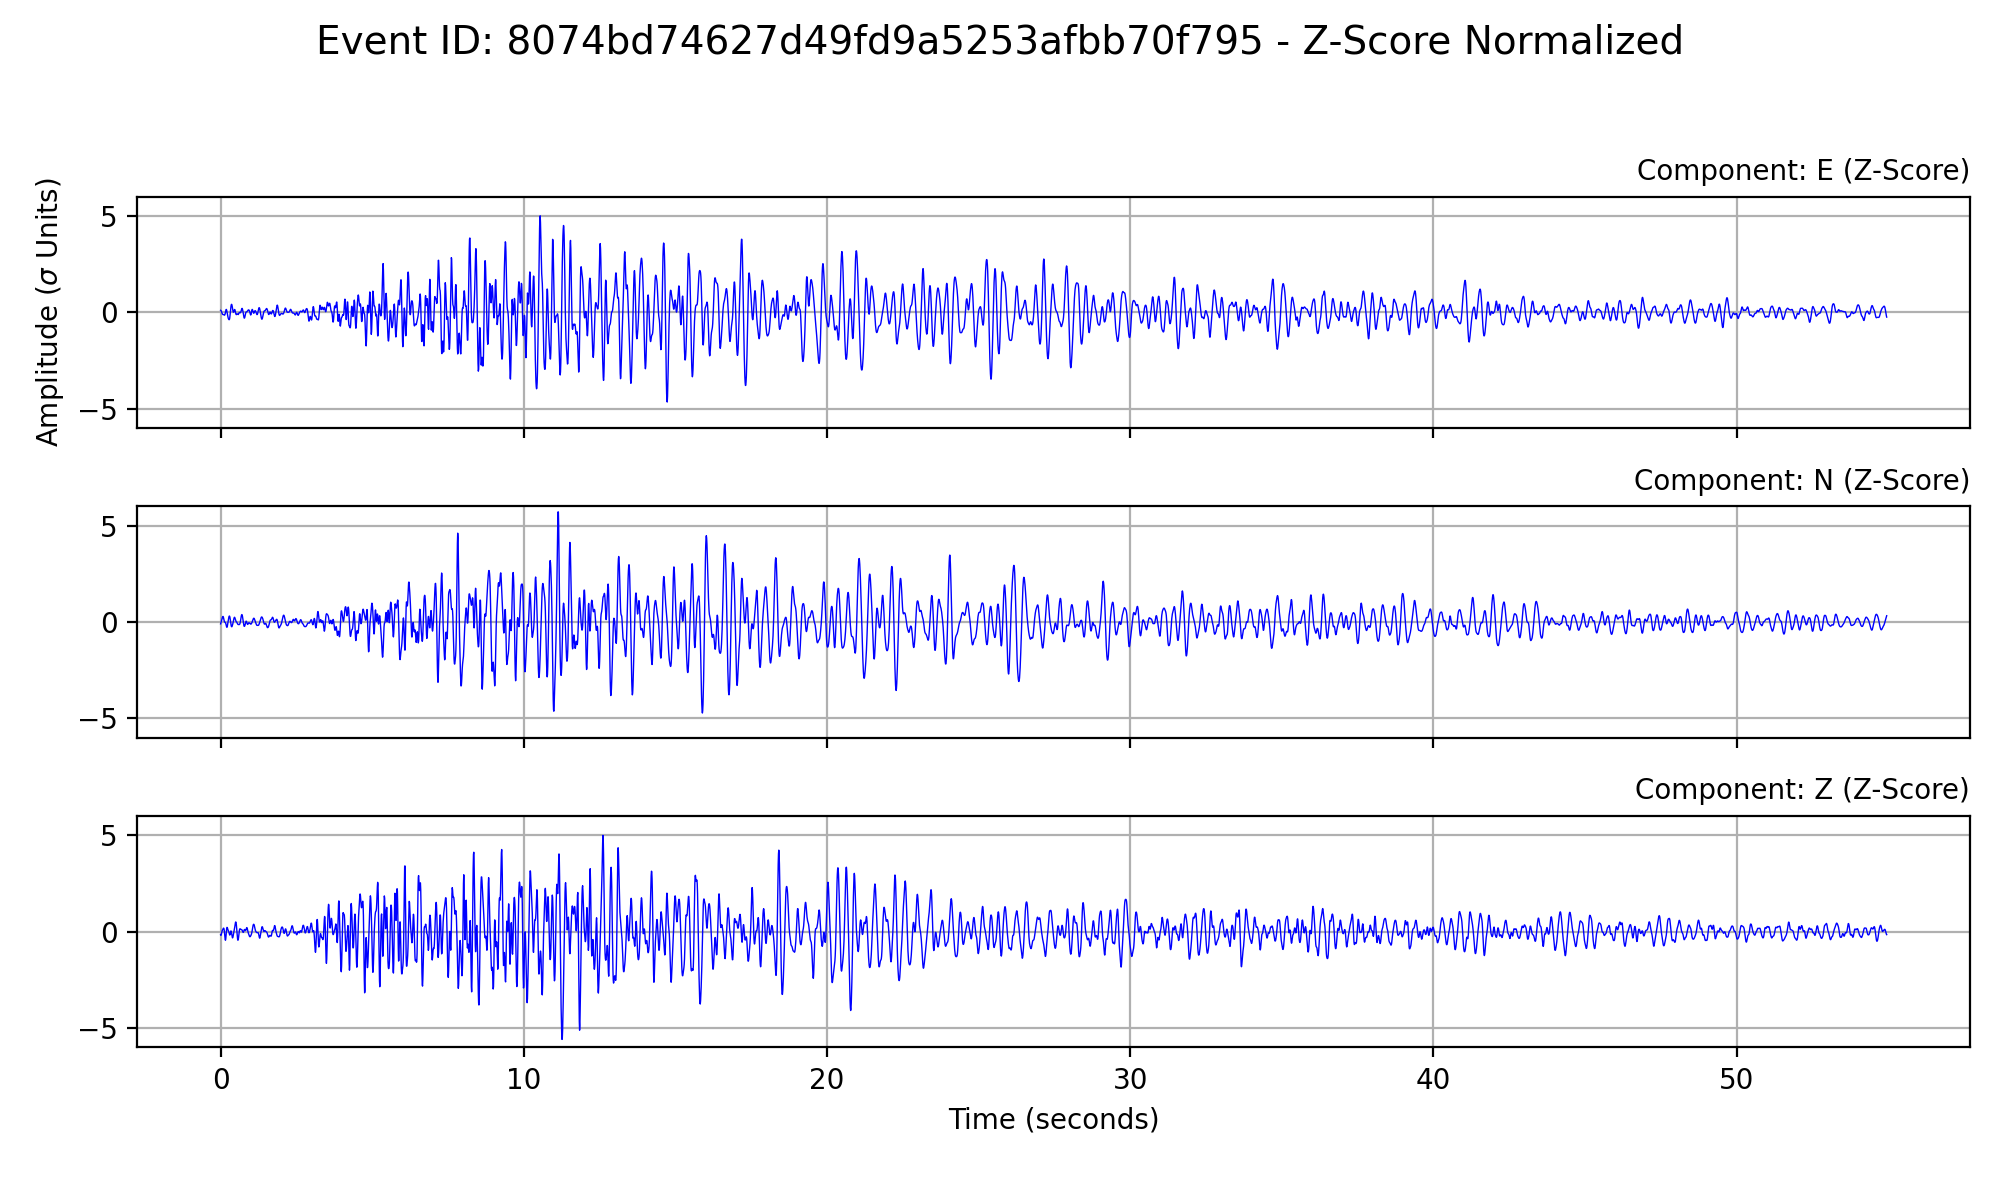 Event ID: 8074bd74627d49fd9a5253afbb70f795 - Z-Score Normalized
Component: E (Z-Score)
Amplitude (σ Units)
5
0
−5
Component: N (Z-Score)
5
0
−5
Component: Z (Z-Score)
5
0
−5
0 10 20 30 40 50
Time (seconds)